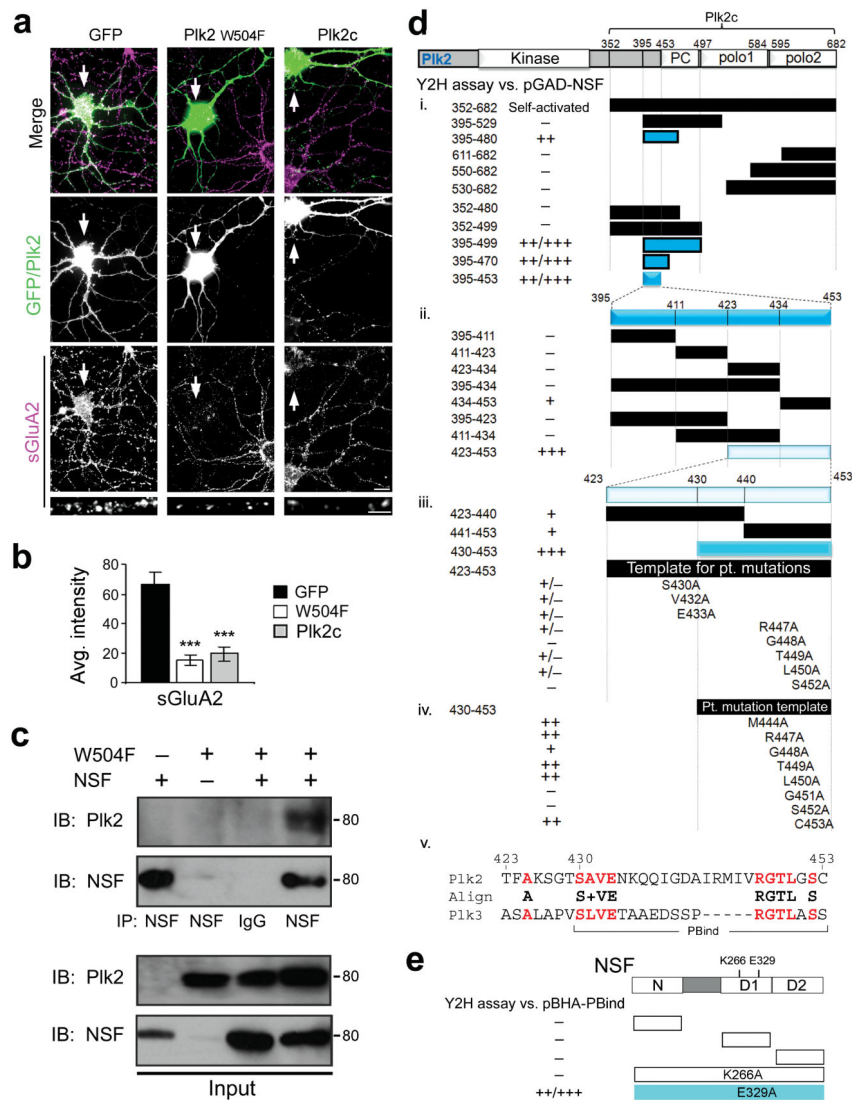 a
GFP
Plk2 W504F
Plk2c
Merge
GFP/Plk2
sGluA2
b
Avg. intensity
80
60
40
20
0
***
***
GFP
W504F
Plk2c
sGluA2
c
W504F – + + +
NSF + – + +
IB: Plk2
-80
IB: NSF
-80
IP: NSF NSF IgG NSF
IB: Plk2
-80
IB: NSF
-80
Input
d
Plk2c
352 395 453 497 584 595 682
Plk2 Kinase PC polo1 polo2
Y2H assay vs. pGAD-NSF
i.
352-682 Self-activated
395-529 –
395-480 ++
611-682 –
550-682 –
530-682 –
352-480 –
352-499 –
395-499 ++/+++
395-470 ++/+++
395-453 ++/+++
ii.
395 411 423 434 453
395-411 –
411-423 –
423-434 –
395-434 –
434-453 +
395-423 –
411-434 –
423-453 +++
iii.
423 430 440 453
423-440 +
441-453 +
430-453 +++
423-453 Template for pt. mutations
+/– S430A
+/– V432A
+/– E433A
+/– R447A
– G448A
+/– T449A
+/– L450A
– S452A
iv.
430-453 Pt. mutation template
++ M444A
++ R447A
+ G448A
++ T449A
++ L450A
– G451A
– S452A
++ C453A
v.
423 430 453
Plk2 TFAKSGTSAVENKQQIGDAIRMIVRGTLGSC
Align A S+VE RGTL S
Plk3 ASALAPVSLVETAAEDSSP-----RGTLASS
PBind
e
NSF
K266 E329
N D1 D2
Y2H assay vs. pBHA-PBind
–
–
–
– K266A
++/+++ E329A